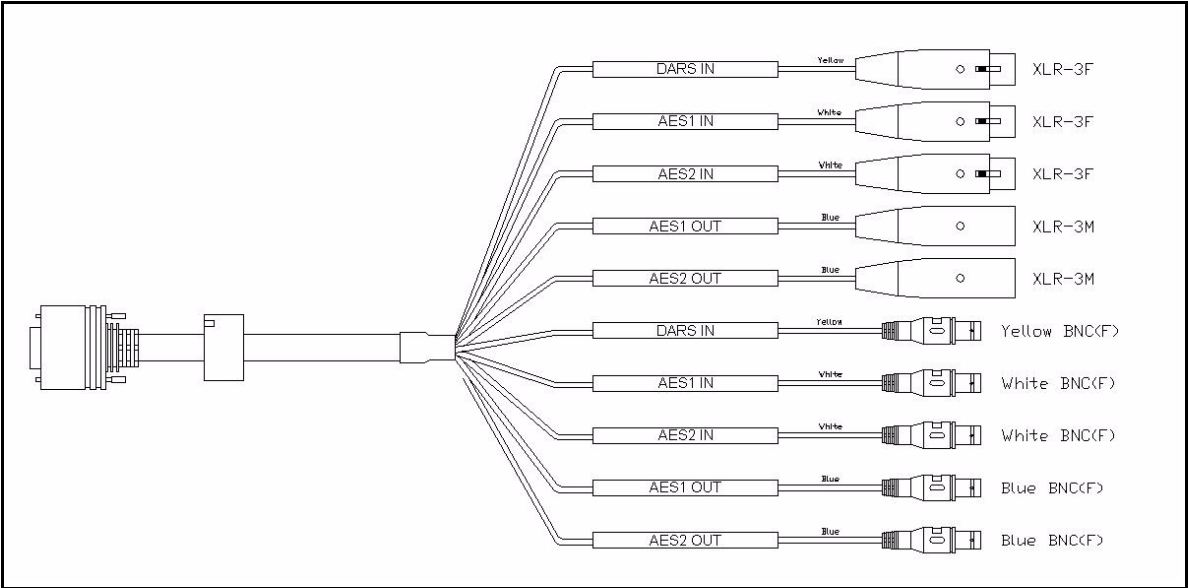 DARS IN Yellow XLR-3F
AES1 IN White XLR-3F
AES2 IN White XLR-3F
AES1 OUT Blue XLR-3M
AES2 OUT Blue XLR-3M
DARS IN Yellow Yellow BNC(F)
AES1 IN White White BNC(F)
AES2 IN White White BNC(F)
AES1 OUT Blue Blue BNC(F)
AES2 OUT Blue Blue BNC(F)